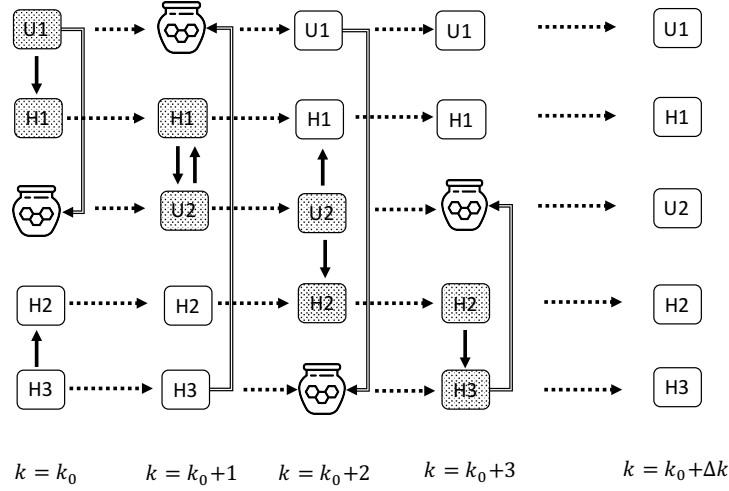 U1 U1 U1 U1
H1 H1 H1 H1 H1
U2 U2 U2
H2 H2 H2 H2 H2
H3 H3 H3 H3
k = k₀ k = k₀+1 k = k₀+2 k = k₀+3 k = k₀+Δk